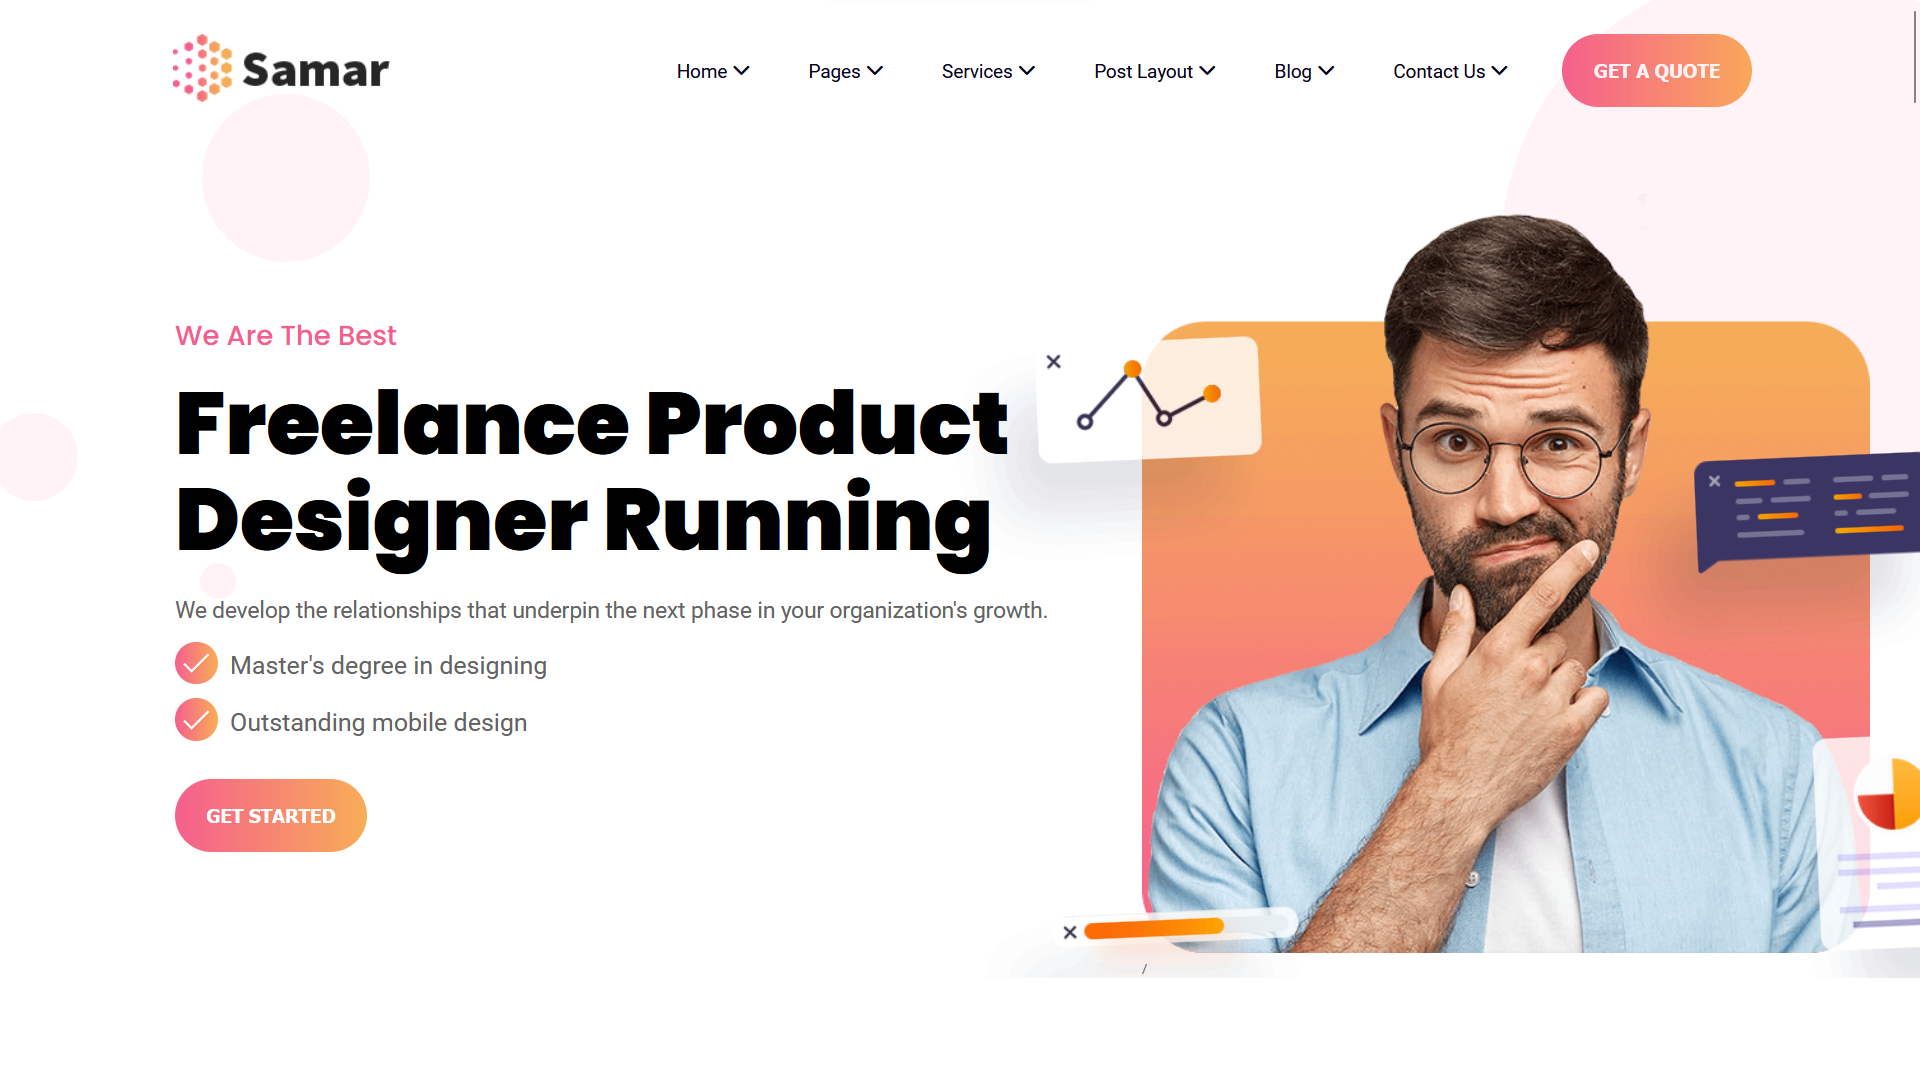 Samar
Home
Pages
Services
Post Layout
Blog
Contact Us
GET A QUOTE
We Are The Best
Freelance Product
Designer Running
We develop the relationships that underpin the next phase in your organization's growth.
Master's degree in designing
Outstanding mobile design
GET STARTED
/